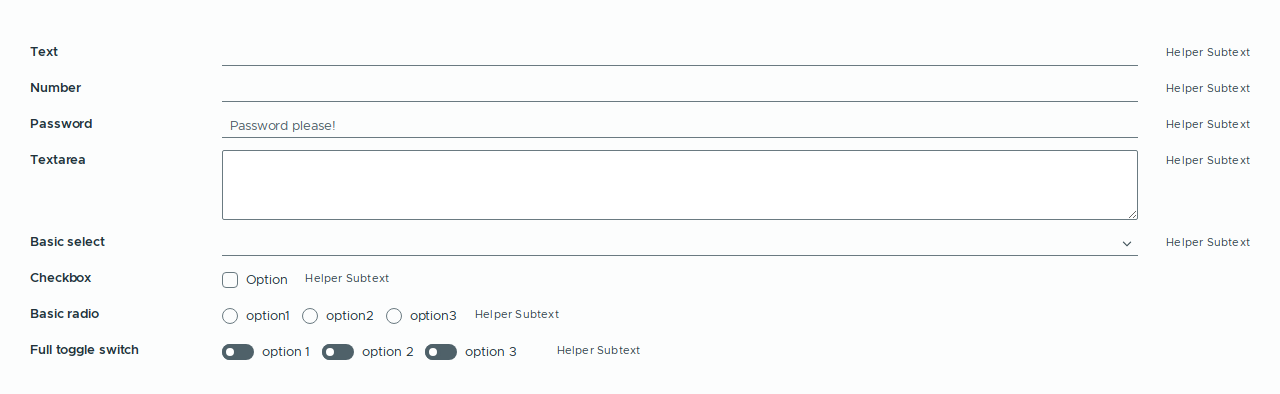 Text Helper Subtext
Number Helper Subtext
Password Password please! Helper Subtext
Textarea Helper Subtext
Basic select Helper Subtext
Checkbox Option Helper Subtext
Basic radio option1 option2 option3 Helper Subtext
Full toggle switch option 1 option 2 option 3 Helper Subtext